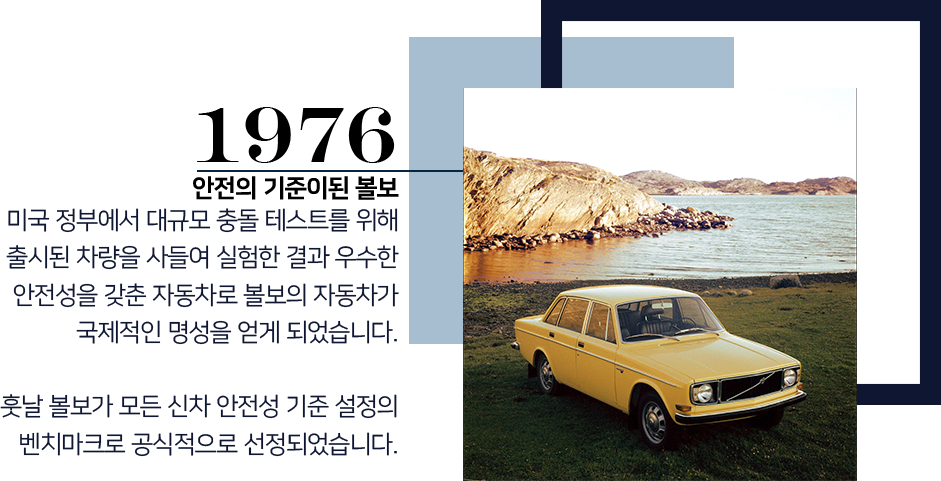 1976
안전의 기준이된 볼보
미국 정부에서 대규모 충돌 테스트를 위해
출시된 차량을 사들여 실험한 결과 우수한
안전성을 갖춘 자동차로 볼보의 자동차가
국제적인 명성을 얻게 되었습니다.
훗날 볼보가 모든 신차 안전성 기준 설정의
벤치마크로 공식적으로 선정되었습니다.